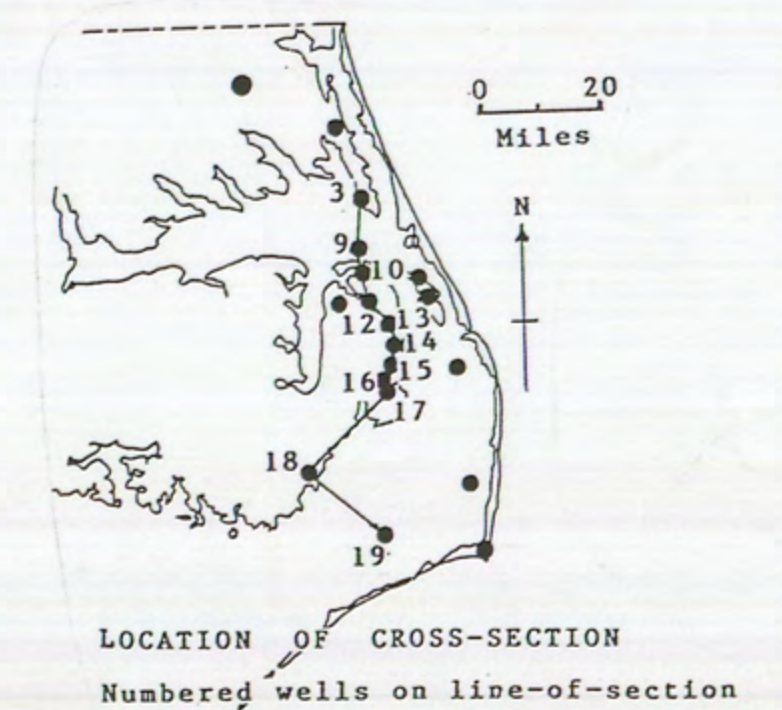 0 20
Miles
N
3
9
10
12 13
14
15
16
17
18
19
LOCATION OF CROSS-SECTION
Numbered wells on line-of-section